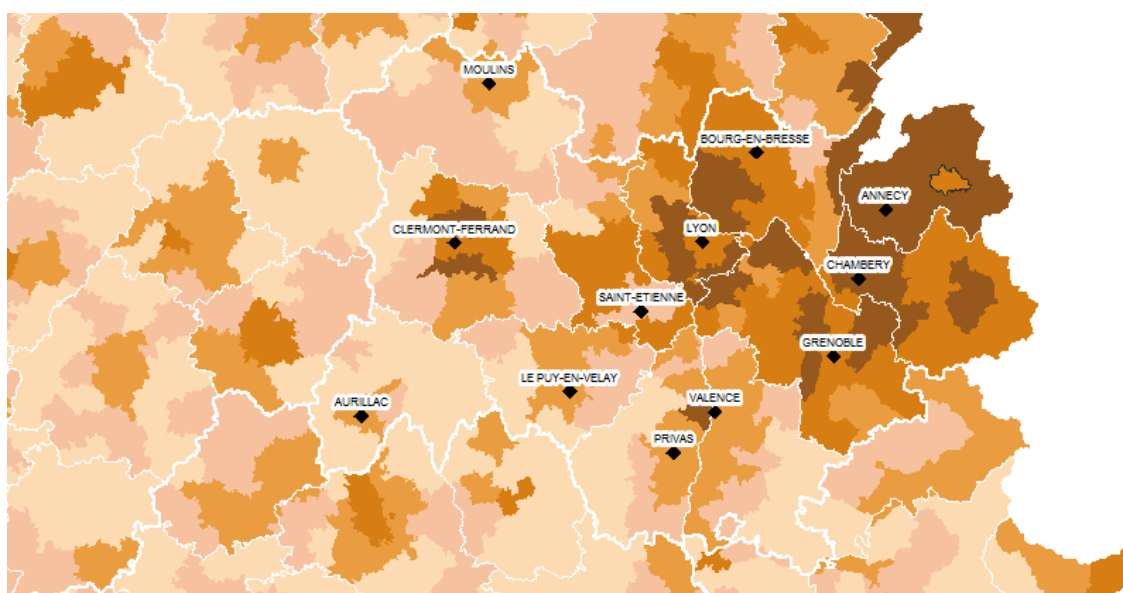 MOULINS
BOURG-EN-BRESSE
ANNECY
CLERMONT-FERRAND
LYON
CHAMBERY
SAINT-ETIENNE
GRENOBLE
LE PUY-EN-VELAY
AURILLAC
VALENCE
PRIVAS